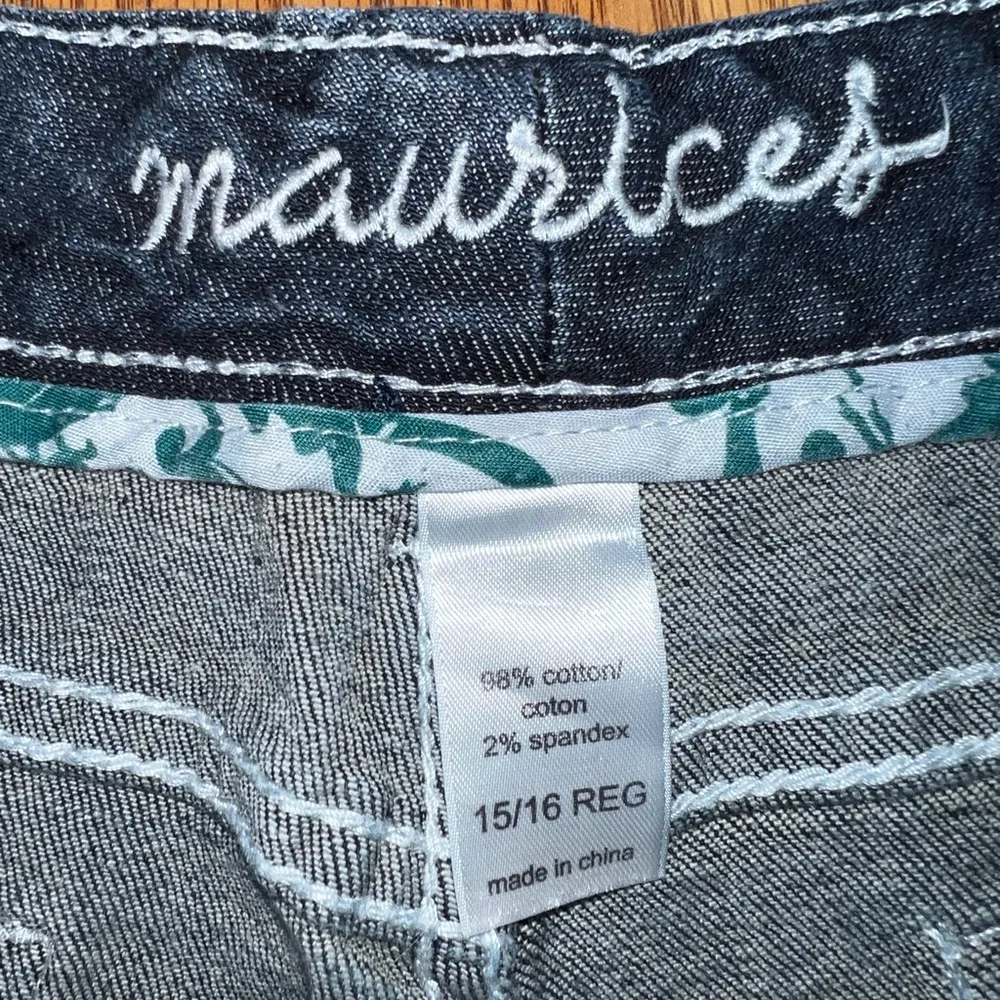 maurices
98% cotton/
coton
2% spandex
15/16 REG
made in china